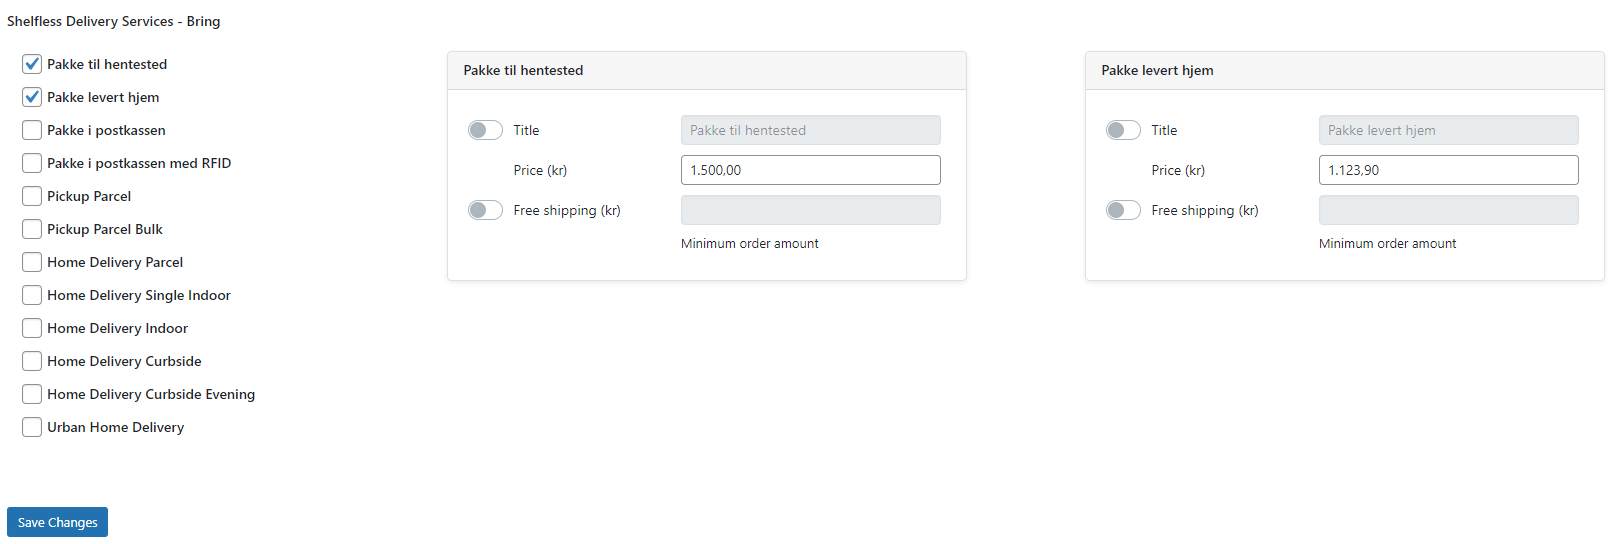 Shelfless Delivery Services - Bring
Pakke til hentested
Pakke levert hjem
Pakke i postkassen
Pakke i postkassen med RFID
Pickup Parcel
Pickup Parcel Bulk
Home Delivery Parcel
Home Delivery Single Indoor
Home Delivery Indoor
Home Delivery Curbside
Home Delivery Curbside Evening
Urban Home Delivery
Pakke til hentested
Title Pakke til hentested
Price (kr) 1.500,00
Free shipping (kr)
Minimum order amount
Pakke levert hjem
Title Pakke levert hjem
Price (kr) 1.123,90
Free shipping (kr)
Minimum order amount
Save Changes